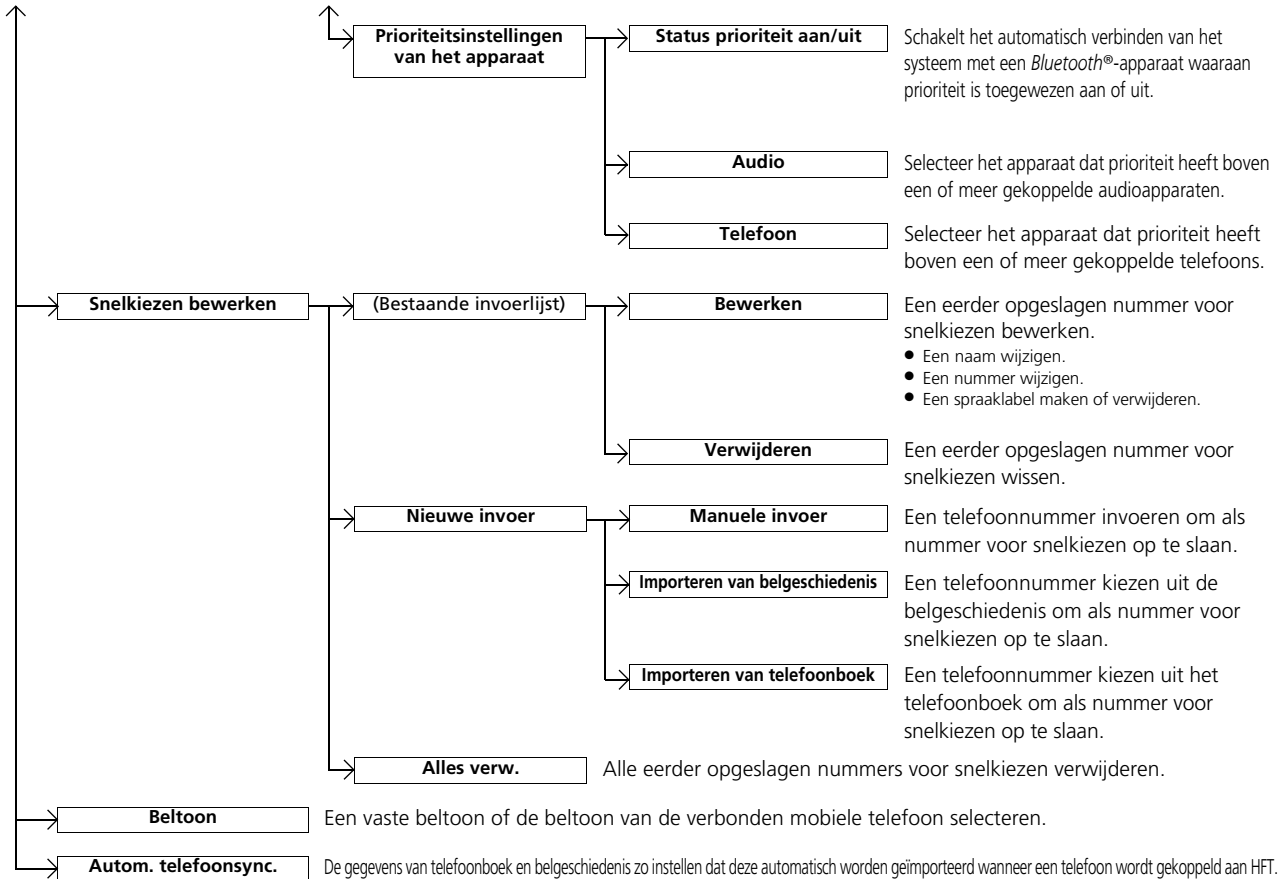 Prioriteitsinstellingen
van het apparaat
Status prioriteit aan/uit
Schakelt het automatisch verbinden van het
systeem met een Bluetooth®-apparaat waaraan
prioriteit is toegewezen aan of uit.
Audio
Selecteer het apparaat dat prioriteit heeft boven
een of meer gekoppelde audioapparaten.
Telefoon
Selecteer het apparaat dat prioriteit heeft
boven een of meer gekoppelde telefoons.
Snelkiezen bewerken
(Bestaande invoerlijst)
Bewerken
Een eerder opgeslagen nummer voor
snelkiezen bewerken.
● Een naam wijzigen.
● Een nummer wijzigen.
● Een spraaklabel maken of verwijderen.
Verwijderen
Een eerder opgeslagen nummer voor
snelkiezen wissen.
Nieuwe invoer
Manuele invoer
Een telefoonnummer invoeren om als
nummer voor snelkiezen op te slaan.
Importeren van belgeschiedenis
Een telefoonnummer kiezen uit de
belgeschiedenis om als nummer voor
snelkiezen op te slaan.
Importeren van telefoonboek
Een telefoonnummer kiezen uit het
telefoonboek om als nummer voor
snelkiezen op te slaan.
Alles verw.
Alle eerder opgeslagen nummers voor snelkiezen verwijderen.
Beltoon
Een vaste beltoon of de beltoon van de verbonden mobiele telefoon selecteren.
Autom. telefoonsync.
De gegevens van telefoonboek en belgeschiedenis zo instellen dat deze automatisch worden geïmporteerd wanneer een telefoon wordt gekoppeld aan HFT.